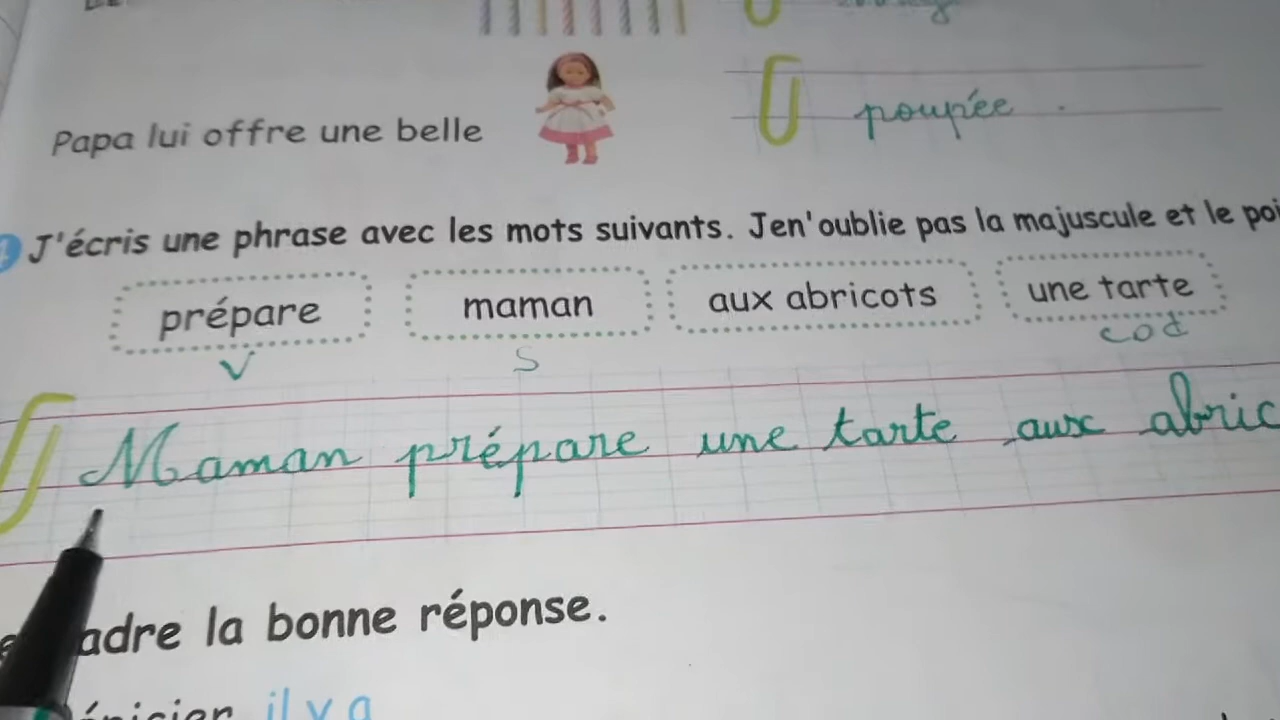 Papa lui offre une belle
poupée .
J'écris une phrase avec les mots suivants. Jen'oublie pas la majuscule et le poi
prépare maman aux abricots une tarte
V S cod
Maman prépare une tarte aux abric
adre la bonne réponse.
il y a